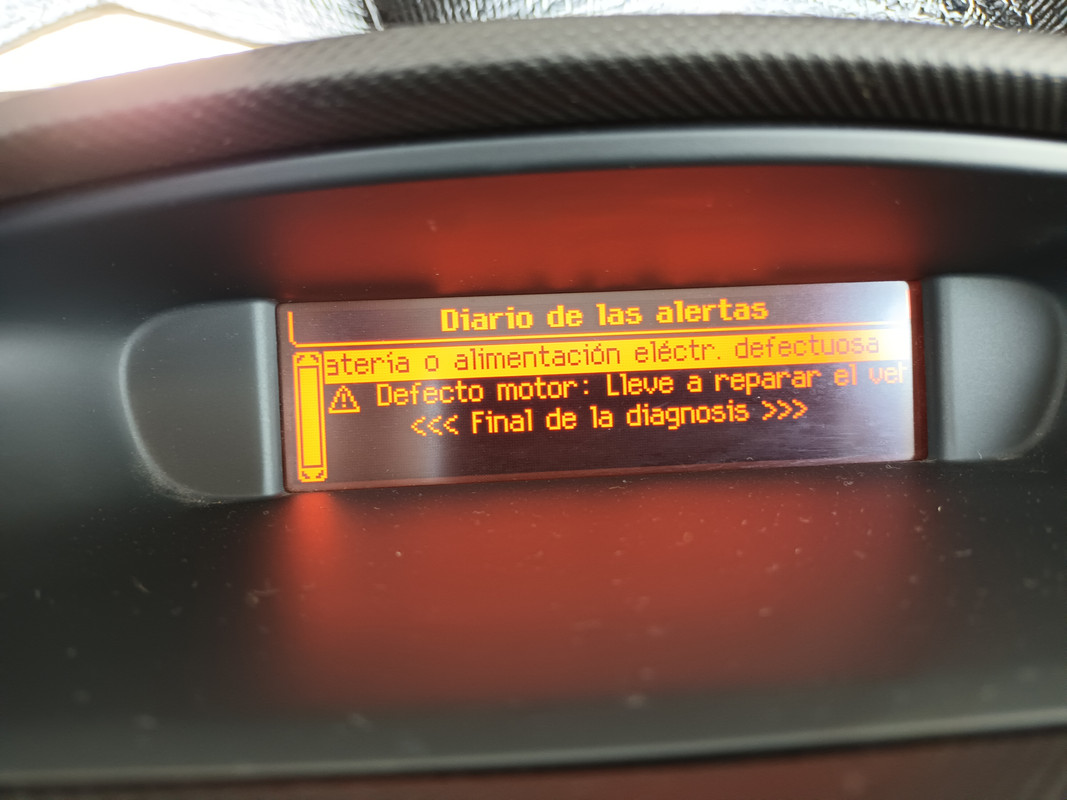 Diario de las alertas
atería o alimentación eléctr. defectuosa
Defecto motor: Lleve a reparar el veh
<<< Final de la diagnosis >>>